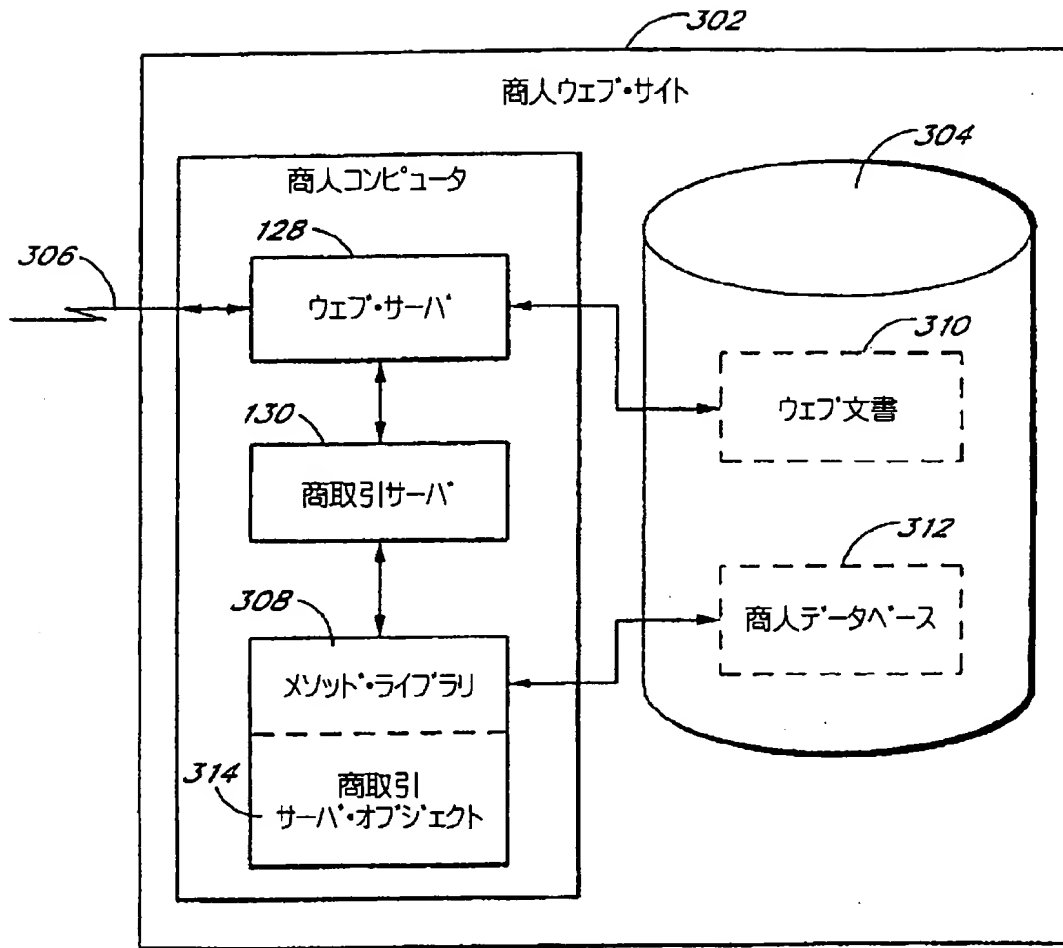 302
商人ウェブ・サイト
304
商人コンピュータ
128
306
ウェブ・サーバ
310
ウェブ文書
130
商取引サーバ
312
商人データベース
308
メソッド・ライブラリ
314
商取引
サーバ・オブジェクト